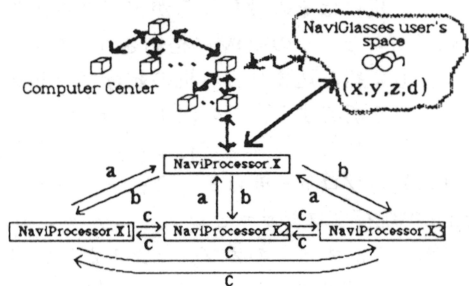 NaviGlasses user's
space
(x,y,z,d)
Computer Center
NaviProcessor.X
a
b
a
b
b
a
NaviProcessor.X1
c
c
NaviProcessor.X2
c
c
NaviProcessor.X3
c
c